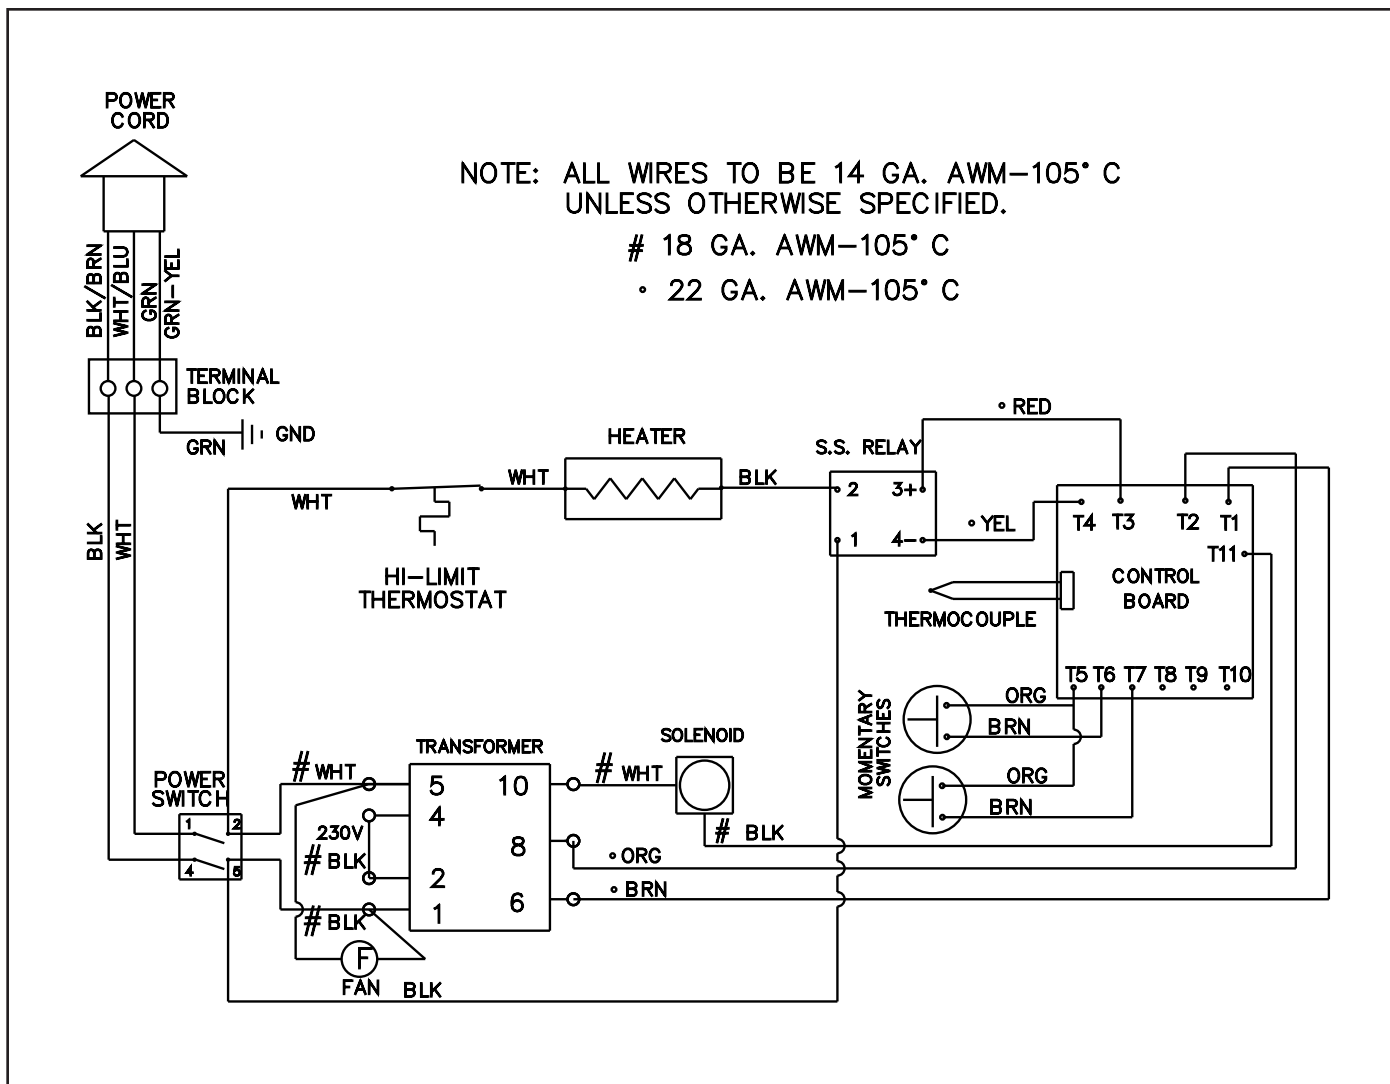 POWER
CORD
NOTE: ALL WIRES TO BE 14 GA. AWM-105° C
UNLESS OTHERWISE SPECIFIED.
# 18 GA. AWM-105° C
° 22 GA. AWM-105° C
BLK/BRN
WHT/BLU
GRN
GRN-YEL
TERMINAL
BLOCK
GRN
GND
BLK
WHT
WHT
HI-LIMIT
THERMOSTAT
WHT
HEATER
BLK
S.S. RELAY
2
3+
1
4-
° RED
° YEL
T4
T3
T2
T1
T11
CONTROL
BOARD
THERMOCOUPLE
T5
T6
T7
T8
T9
T10
MOMENTARY
SWITCHES
ORG
BRN
ORG
BRN
POWER
SWITCH
1
2
4
5
# WHT
230V
# BLK
# BLK
TRANSFORMER
5
10
4
8
2
6
1
F
FAN
BLK
# WHT
SOLENOID
# BLK
° ORG
° BRN